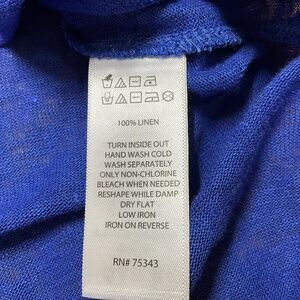 100% LINEN
TURN INSIDE OUT
HAND WASH COLD
WASH SEPARATELY
ONLY NON-CHLORINE
BLEACH WHEN NEEDED
RESHAPE WHILE DAMP
DRY FLAT
LOW IRON
IRON ON REVERSE
RN# 75343